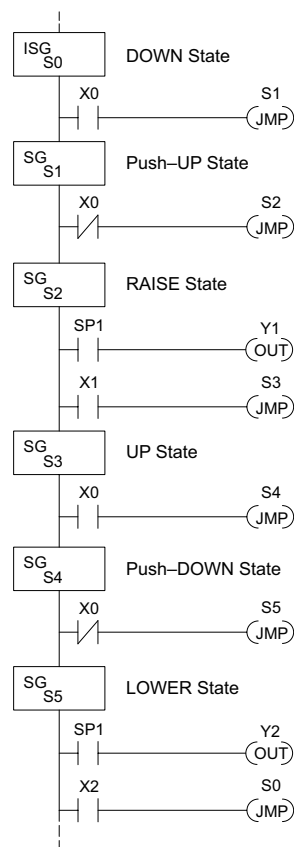 ISG
S0
DOWN State
X0
S1
JMP
SG
S1
Push–UP State
X0
S2
JMP
SG
S2
RAISE State
SP1
Y1
OUT
X1
S3
JMP
SG
S3
UP State
X0
S4
JMP
SG
S4
Push–DOWN State
X0
S5
JMP
SG
S5
LOWER State
SP1
Y2
OUT
X2
S0
JMP